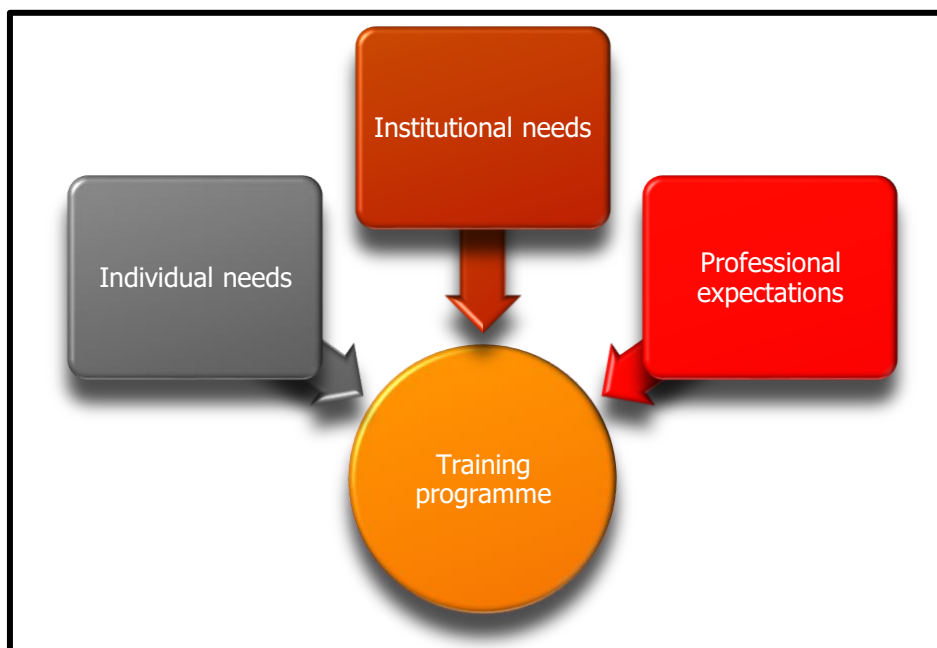 Institutional needs
Individual needs
Professional
expectations
Training
programme